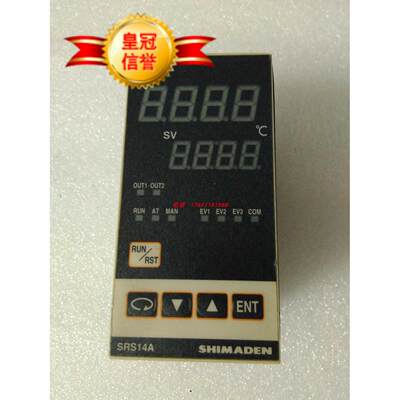 皇冠
信誉
8.8.8.8
SV
℃
8.8.8.8
OUT1 OUT2
RUN AT MAN EV1 EV2 EV3 COM
RUN/
RST
ENT
SRS14A SHIMADEN